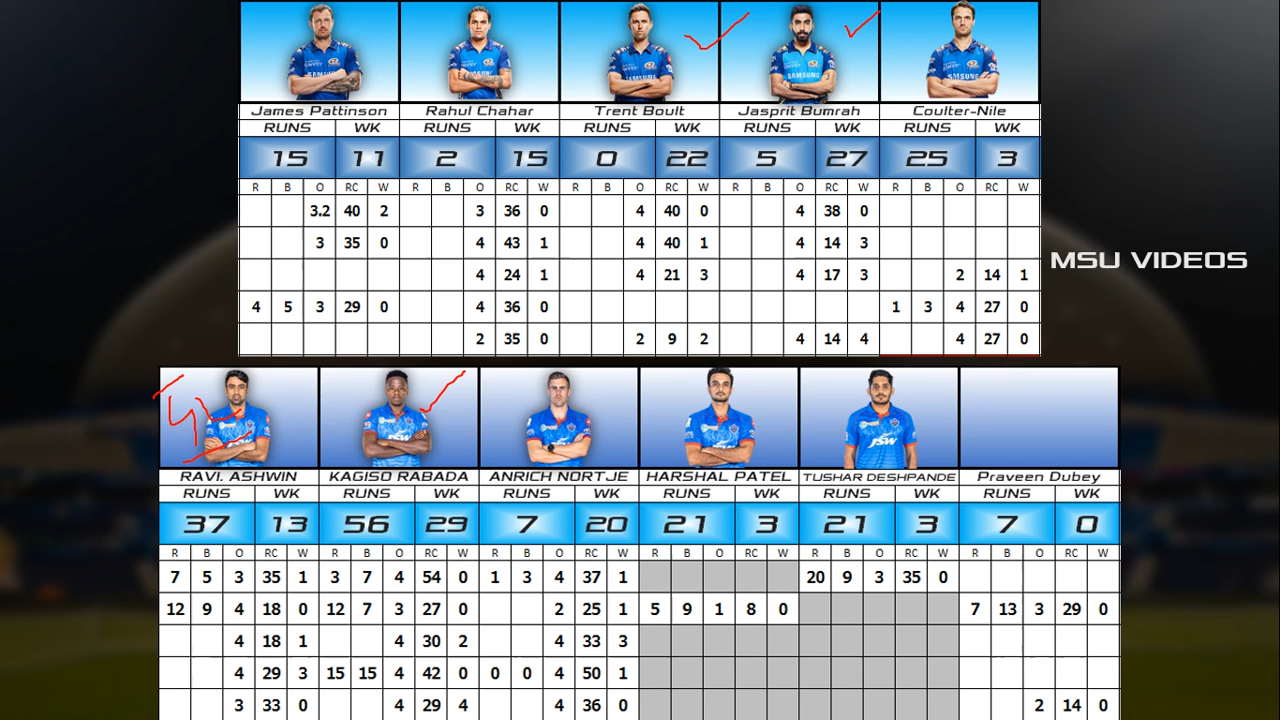 James Pattinson Rahul Chahar Trent Boult Jasprit Bumrah Coulter-Nile
RUNS WK RUNS WK RUNS WK RUNS WK RUNS WK
15 11 2 15 0 22 5 27 25 3
R B O RC W R B O RC W R B O RC W R B O RC W R B O RC W
3.2 40 2 3 36 0 4 40 0 4 38 0
3 35 0 4 43 1 4 40 1 4 14 3
4 24 1 4 21 3 4 17 3 2 14 1
4 5 3 29 0 4 36 0 1 3 4 27 0
2 35 0 2 9 2 4 14 4 4 27 0
MSU VIDEOS
RAVI. ASHWIN KAGISO RABADA ANRICH NORTJE HARSHAL PATEL TUSHAR DESHPANDE Praveen Dubey
RUNS WK RUNS WK RUNS WK RUNS WK RUNS WK RUNS WK
37 13 56 29 7 20 21 3 21 3 7 0
R B O RC W R B O RC W R B O RC W R B O RC W R B O RC W R B O RC W
7 5 3 35 1 3 7 4 54 0 1 3 4 37 1 20 9 3 35 0
12 9 4 18 0 12 7 3 27 0 2 25 1 5 9 1 8 0 7 13 3 29 0
4 18 1 4 30 2 4 33 3
4 29 3 15 15 4 42 0 0 0 4 50 1
3 33 0 4 29 4 4 36 0 2 14 0